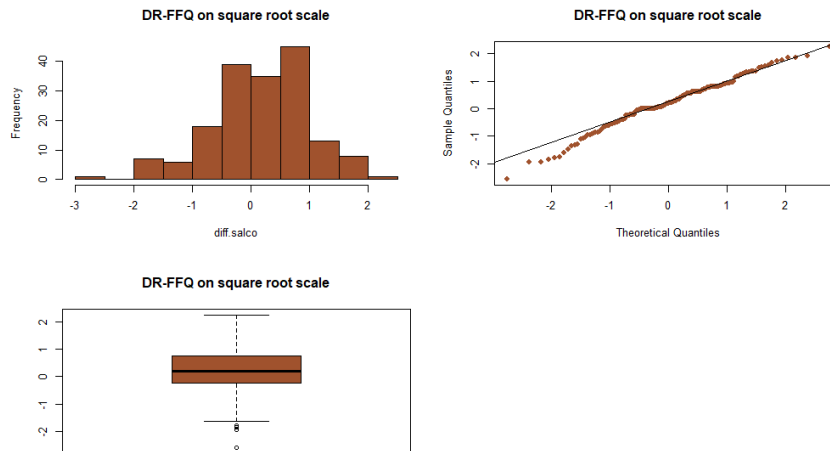 DR-FFQ on square root scale
Frequency
0 10 20 30 40
-3 -2 -1 0 1 2
diff.salco
DR-FFQ on square root scale
Sample Quantiles
-2 -1 0 1 2
-2 -1 0 1 2
Theoretical Quantiles
DR-FFQ on square root scale
-2 -1 0 1 2